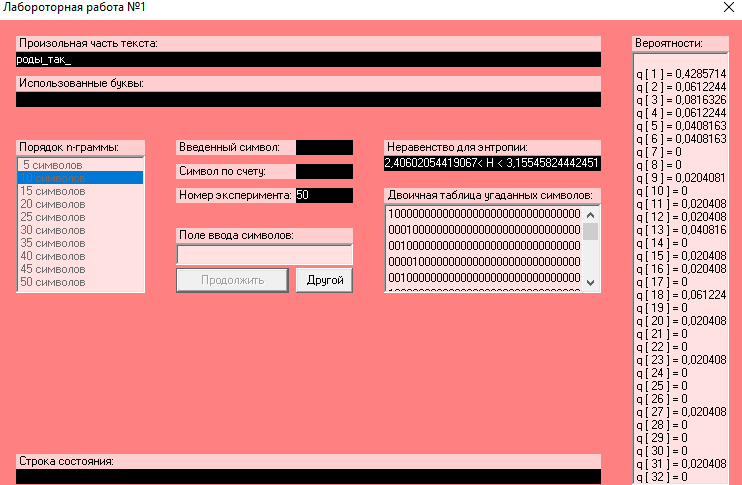 Лабороторная работа №1
Произольная часть текста:
роды_так_
Использованные буквы:
Порядок n-граммы:
5 символов
10 символов
15 символов
20 символов
25 символов
30 символов
35 символов
40 символов
45 символов
50 символов
Введенный символ:
Символ по счету:
Номер эксперимента: 50
Поле ввода символов:
Продолжить
Другой
Неравенство для энтропии:
2,40602054419067< H < 3,15545824442451
Двоичная таблица угаданных символов:
10000000000000000000000000000000
00010000000000000000000000000000
00100000000000000000000000000000
00001000000000000000000000000000
00100000000000000000000000000000
Строка состояния:
Вероятности:
q [ 1 ] = 0,4285714
q [ 2 ] = 0,0612244
q [ 3 ] = 0,0816326
q [ 4 ] = 0,0612244
q [ 5 ] = 0,0408163
q [ 6 ] = 0,0408163
q [ 7 ] = 0
q [ 8 ] = 0
q [ 9 ] = 0,0204081
q [ 10 ] = 0
q [ 11 ] = 0,020408
q [ 12 ] = 0,020408
q [ 13 ] = 0,040816
q [ 14 ] = 0
q [ 15 ] = 0,020408
q [ 16 ] = 0,020408
q [ 17 ] = 0
q [ 18 ] = 0,061224
q [ 19 ] = 0
q [ 20 ] = 0,020408
q [ 21 ] = 0
q [ 22 ] = 0
q [ 23 ] = 0,020408
q [ 24 ] = 0
q [ 25 ] = 0
q [ 26 ] = 0
q [ 27 ] = 0,020408
q [ 28 ] = 0
q [ 29 ] = 0
q [ 30 ] = 0
q [ 31 ] = 0,020408
q [ 32 ] = 0